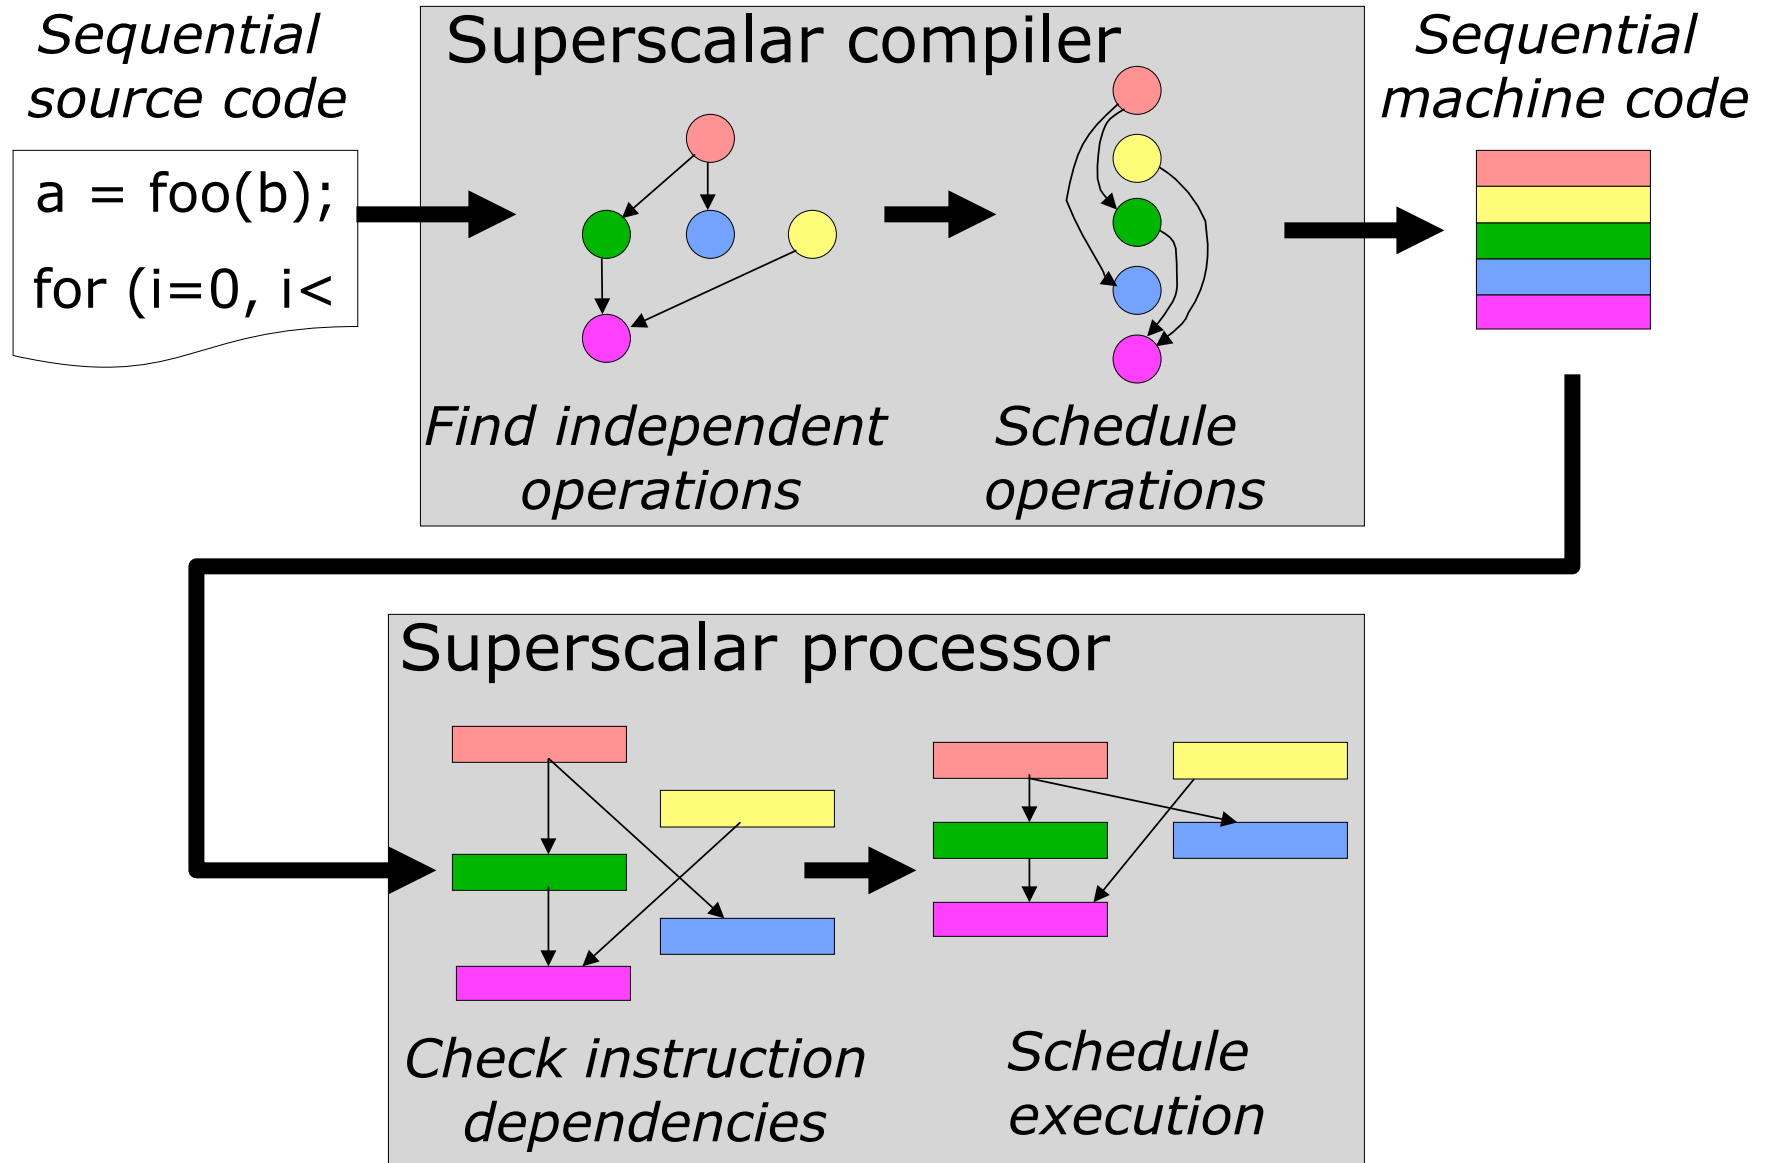 Sequential
source code
a = foo(b);
for (i=0, i<
Superscalar compiler
Find independent
operations
Schedule
operations
Sequential
machine code
Superscalar processor
Check instruction
dependencies
Schedule
execution